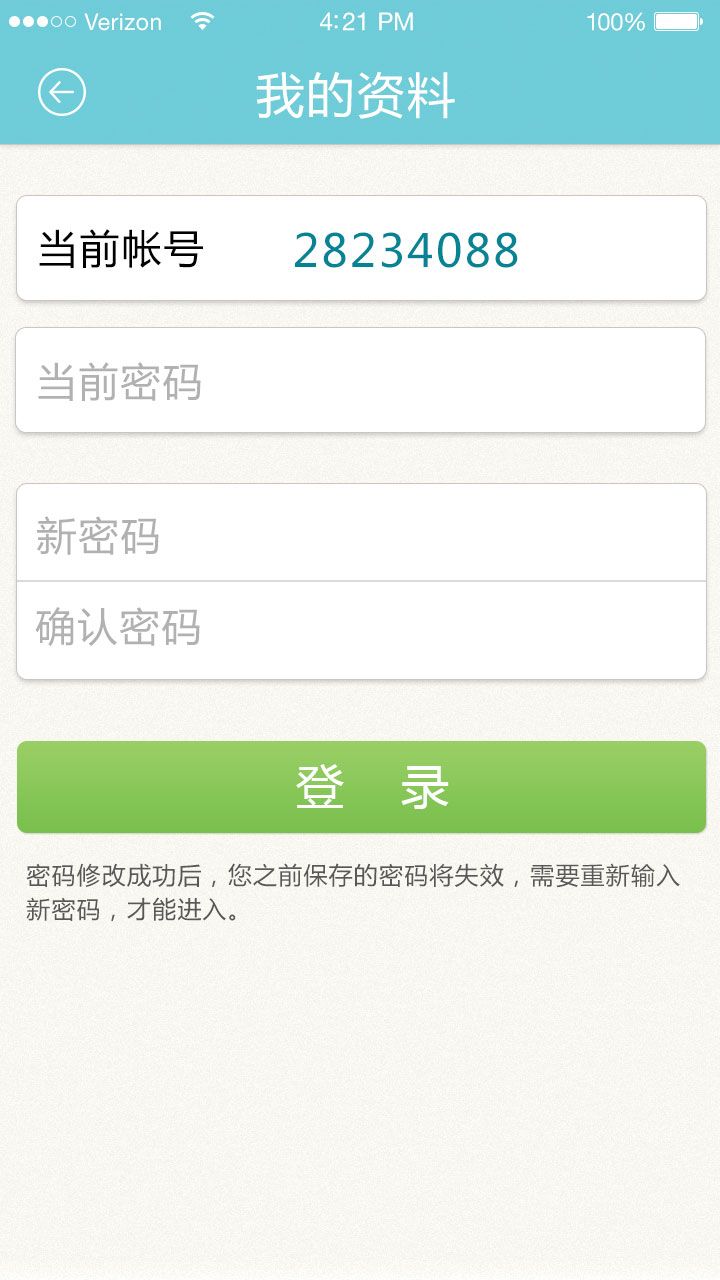 Verizon 4:21 PM 100%
我的资料
当前帐号 28234088
当前密码
新密码
确认密码
登 录
密码修改成功后，您之前保存的密码将失效，需要重新输入
新密码，才能进入。